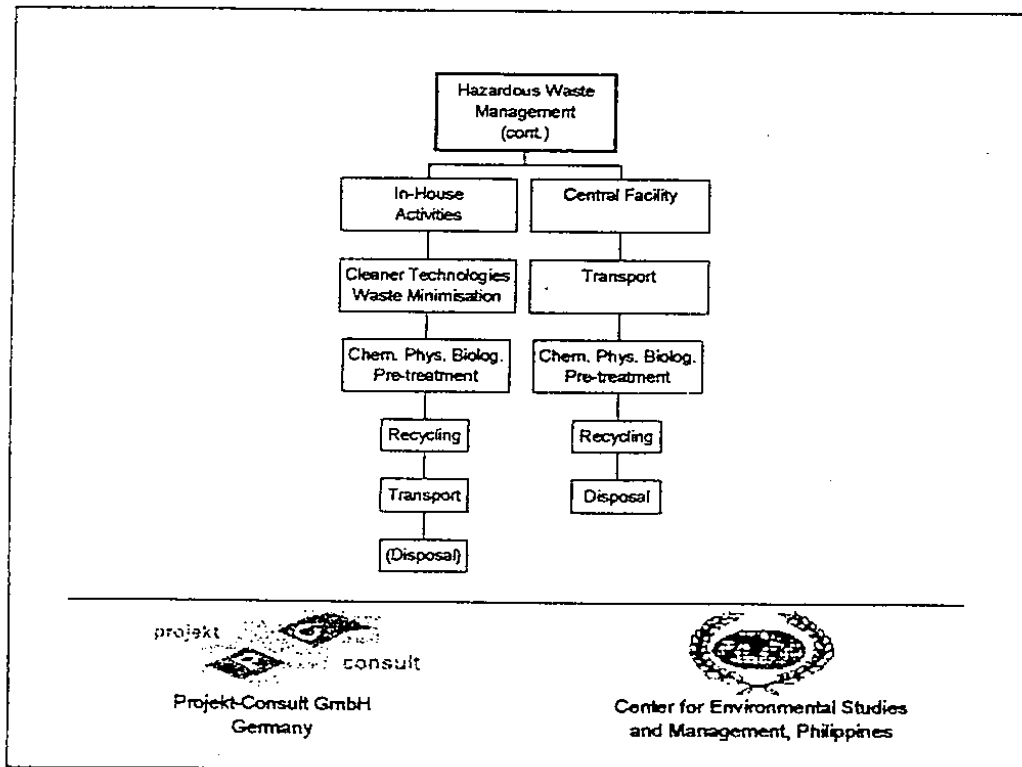 Hazardous Waste
Management
(cont.)
In-House
Activities
Central Facility
Cleaner Technologies
Waste Minimisation
Transport
Chem. Phys. Biolog.
Pre-treatment
Chem. Phys. Biolog.
Pre-treatment
Recycling
Recycling
Transport
Disposal
(Disposal)
projekt
consult
Projekt-Consult GmbH
Germany
Center for Environmental Studies
and Management, Philippines